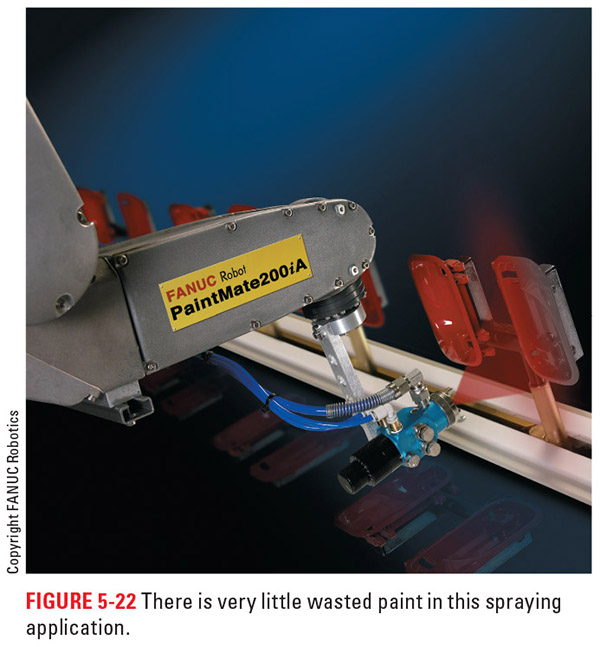 FANUC Robot
PaintMate200iA
Copyright FANUC Robotics
FIGURE 5-22 There is very little wasted paint in this spraying
application.